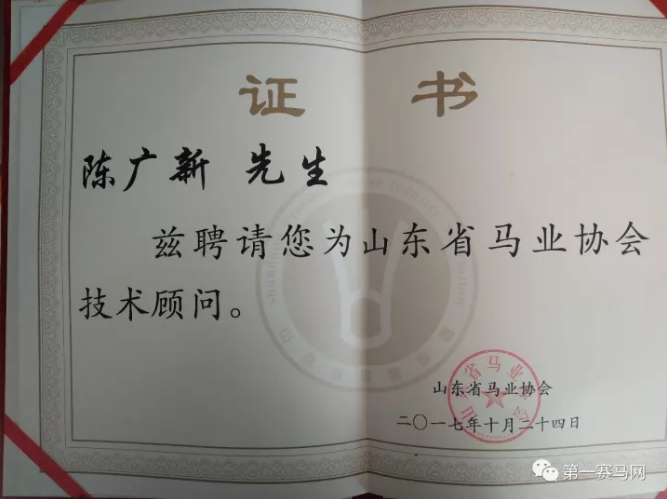 证书
陈广新 先生
兹聘请您为山东省马业协会
技术顾问。
山东省马业协会
二〇一七年十月二十四日
第一赛马网